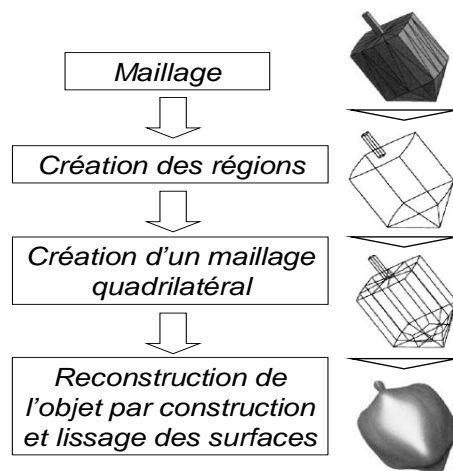 Maillage
Création des régions
Création d’un maillage
quadrilatéral
Reconstruction de
l’objet par construction
et lissage des surfaces